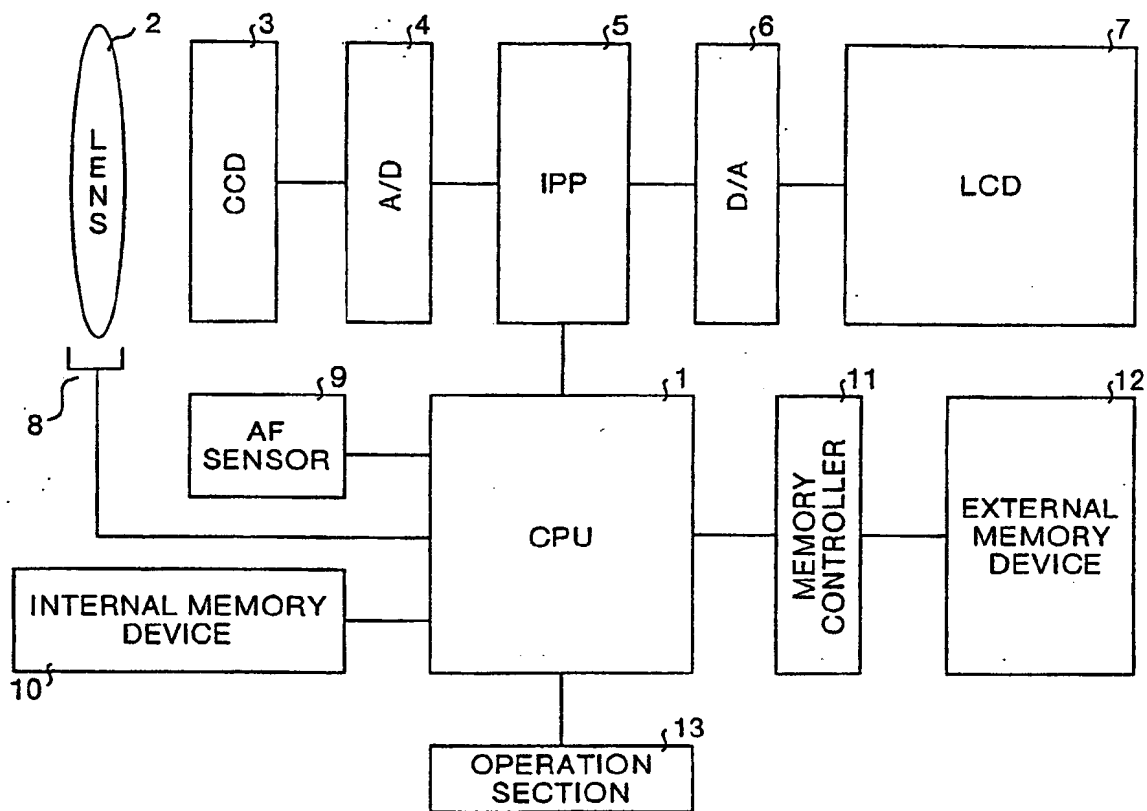 2
3
4
5
6
7
LENS
CCD
A/D
IPP
D/A
LCD
8
9
1
11
12
AF
SENSOR
CPU
MEMORY
CONTROLLER
EXTERNAL
MEMORY
DEVICE
INTERNAL MEMORY
DEVICE
10
13
OPERATION
SECTION